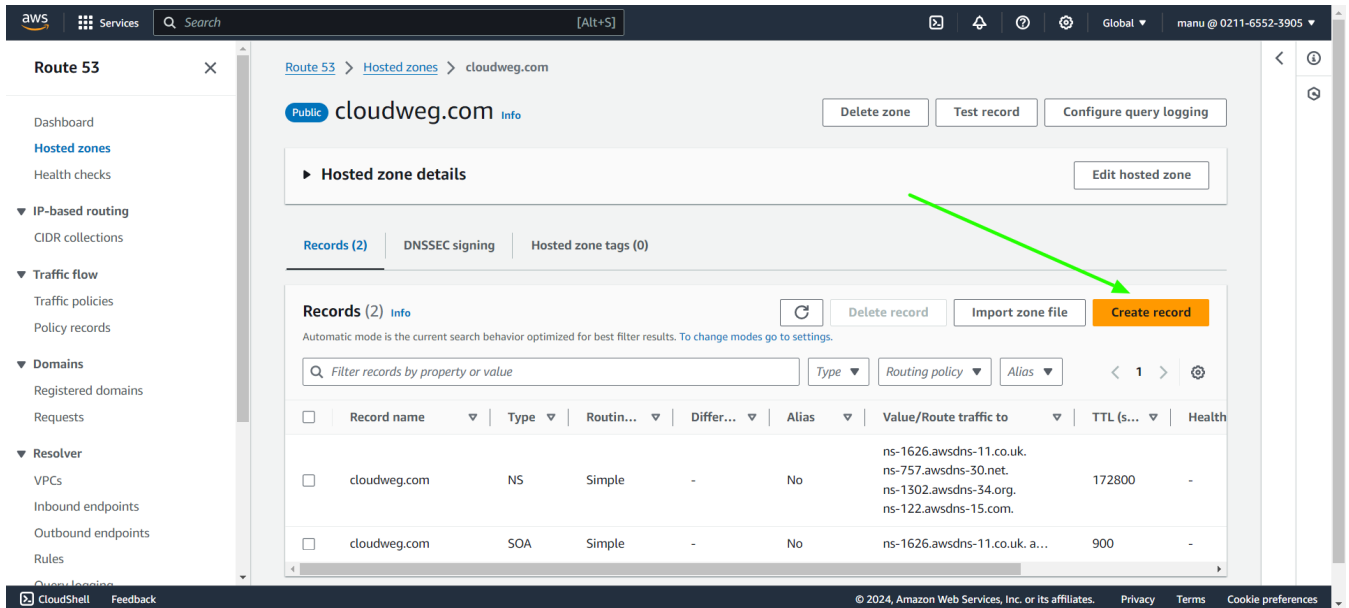 aws Services Search [Alt+S] Global manu @ 0211-6552-3905
Route 53
Dashboard
Hosted zones
Health checks
IP-based routing
CIDR collections
Traffic flow
Traffic policies
Policy records
Domains
Registered domains
Requests
Resolver
VPCs
Inbound endpoints
Outbound endpoints
Rules
Query logging
Route 53 > Hosted zones > cloudweg.com
Public cloudweg.com Info
Delete zone Test record Configure query logging
Hosted zone details Edit hosted zone
Records (2) DNSSEC signing Hosted zone tags (0)
Records (2) Info Delete record Import zone file Create record
Automatic mode is the current search behavior optimized for best filter results. To change modes go to settings.
Filter records by property or value Type Routing policy Alias 1
Record name Type Routin... Differ... Alias Value/Route traffic to TTL (s... Health
ns-1626.awsdns-11.co.uk.
ns-757.awsdns-30.net.
cloudweg.com NS Simple - No 172800 -
ns-1302.awsdns-34.org.
ns-122.awsdns-15.com.
cloudweg.com SOA Simple - No ns-1626.awsdns-11.co.uk. a... 900 -
CloudShell Feedback © 2024, Amazon Web Services, Inc. or its affiliates. Privacy Terms Cookie preferences